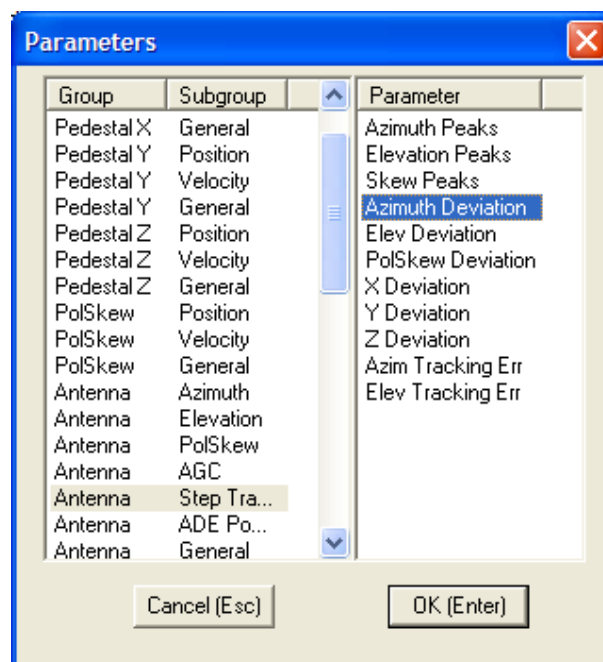 Parameters
Group Subgroup
Pedestal X General
Pedestal Y Position
Pedestal Y Velocity
Pedestal Y General
Pedestal Z Position
Pedestal Z Velocity
Pedestal Z General
PolSkew Position
PolSkew Velocity
PolSkew General
Antenna Azimuth
Antenna Elevation
Antenna PolSkew
Antenna AGC
Antenna Step Tra...
Antenna ADE Po...
Antenna General
Parameter
Azimuth Peaks
Elevation Peaks
Skew Peaks
Azimuth Deviation
Elev Deviation
PolSkew Deviation
X Deviation
Y Deviation
Z Deviation
Azim Tracking Err
Elev Tracking Err
Cancel (Esc) OK (Enter)